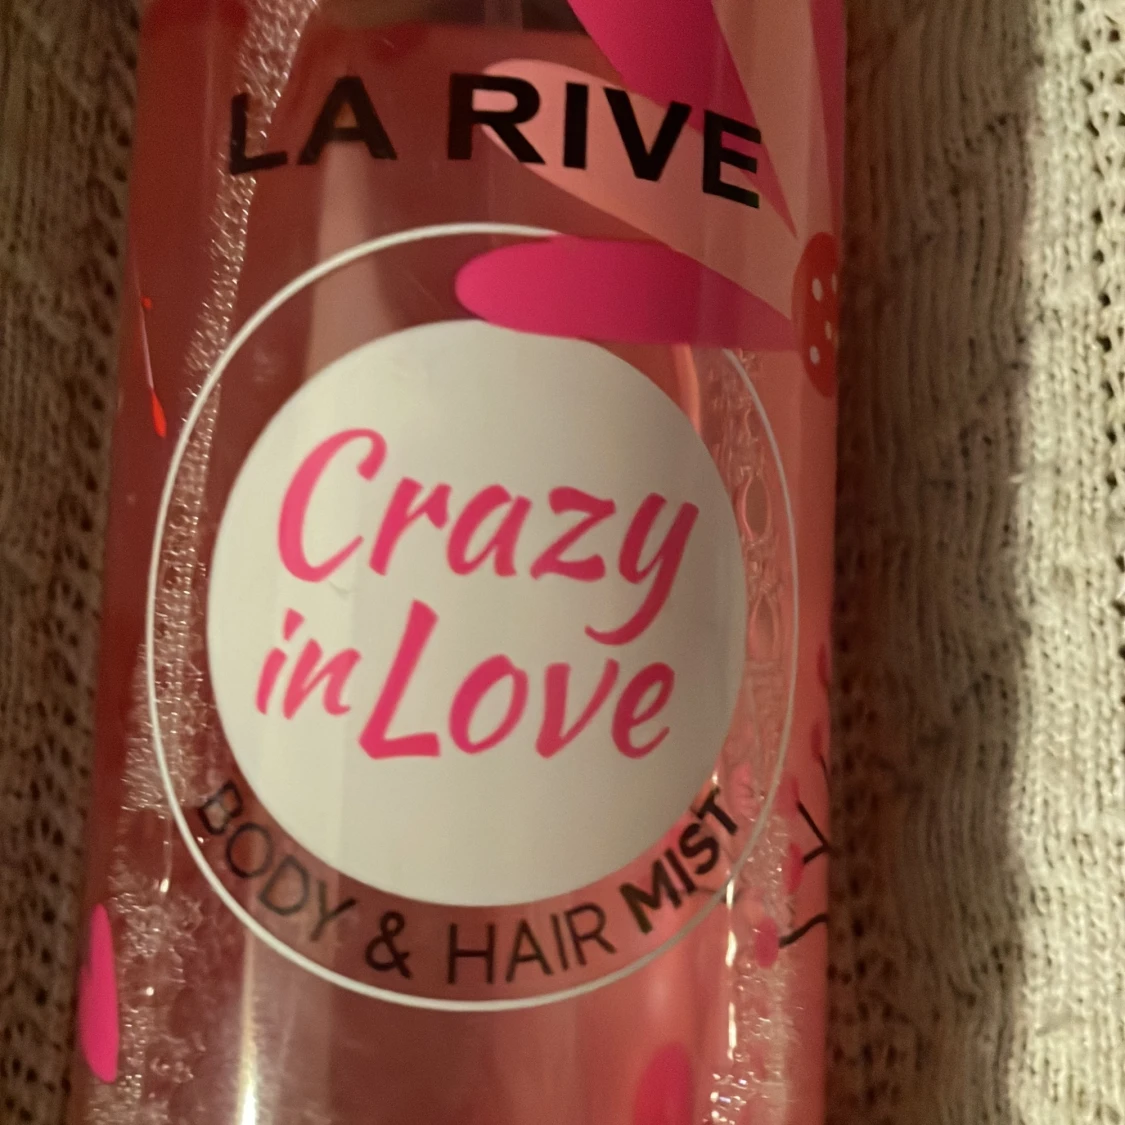 LA RIVE
Crazy
in Love
BODY & HAIR MIST